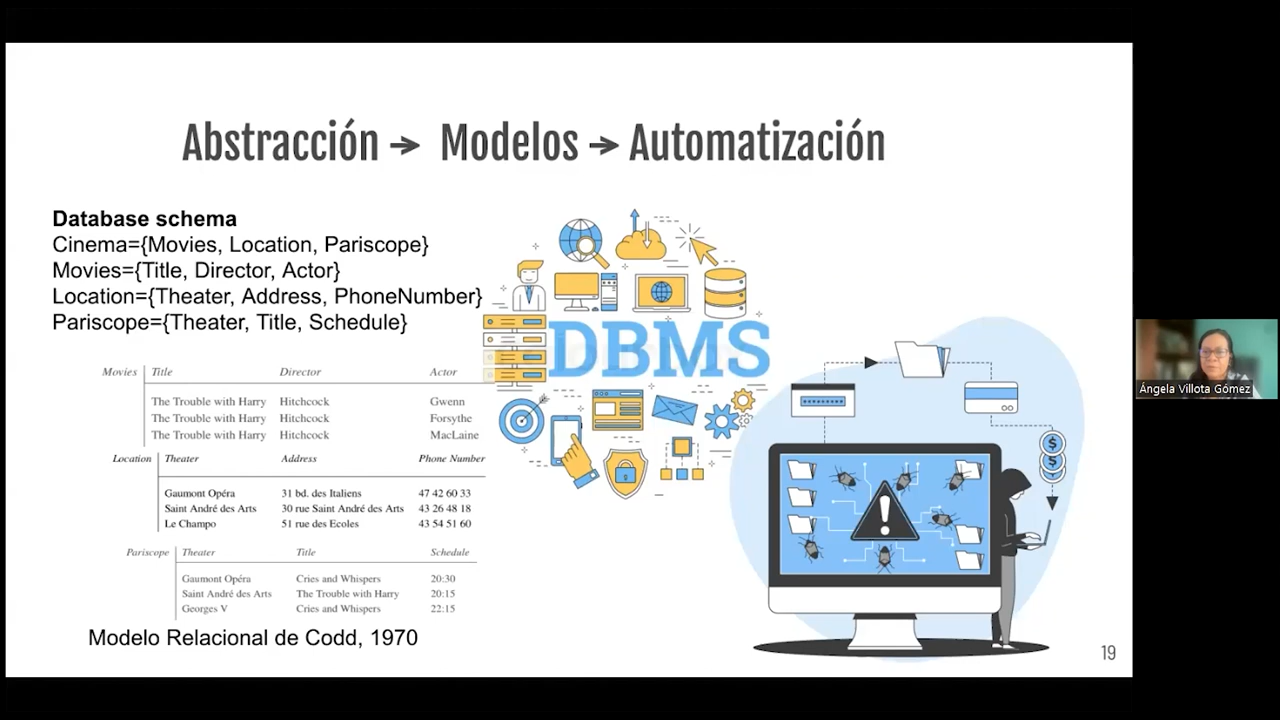 Abstracción → Modelos → Automatización
Database schema
Cinema={Movies, Location, Pariscope}
Movies={Title, Director, Actor}
Location={Theater, Address, PhoneNumber}
Pariscope={Theater, Title, Schedule}
DBMS
Movies Title Director Actor
The Trouble with Harry Hitchcock Gwenn
The Trouble with Harry Hitchcock Forsythe
The Trouble with Harry Hitchcock MacLaine
Location Theater Address Phone Number
Gaumont Opéra 31 bd. des Italiens 47 42 60 33
Saint André des Arts 30 rue Saint André des Arts 43 26 48 18
Le Champo 51 rue des Ecoles 43 54 51 60
Pariscope Theater Title Schedule
Gaumont Opéra Cries and Whispers 20:30
Saint André des Arts The Trouble with Harry 20:15
Georges V Cries and Whispers 22:15
Modelo Relacional de Codd, 1970
!
$
$
19
Ángela Villota Gómez